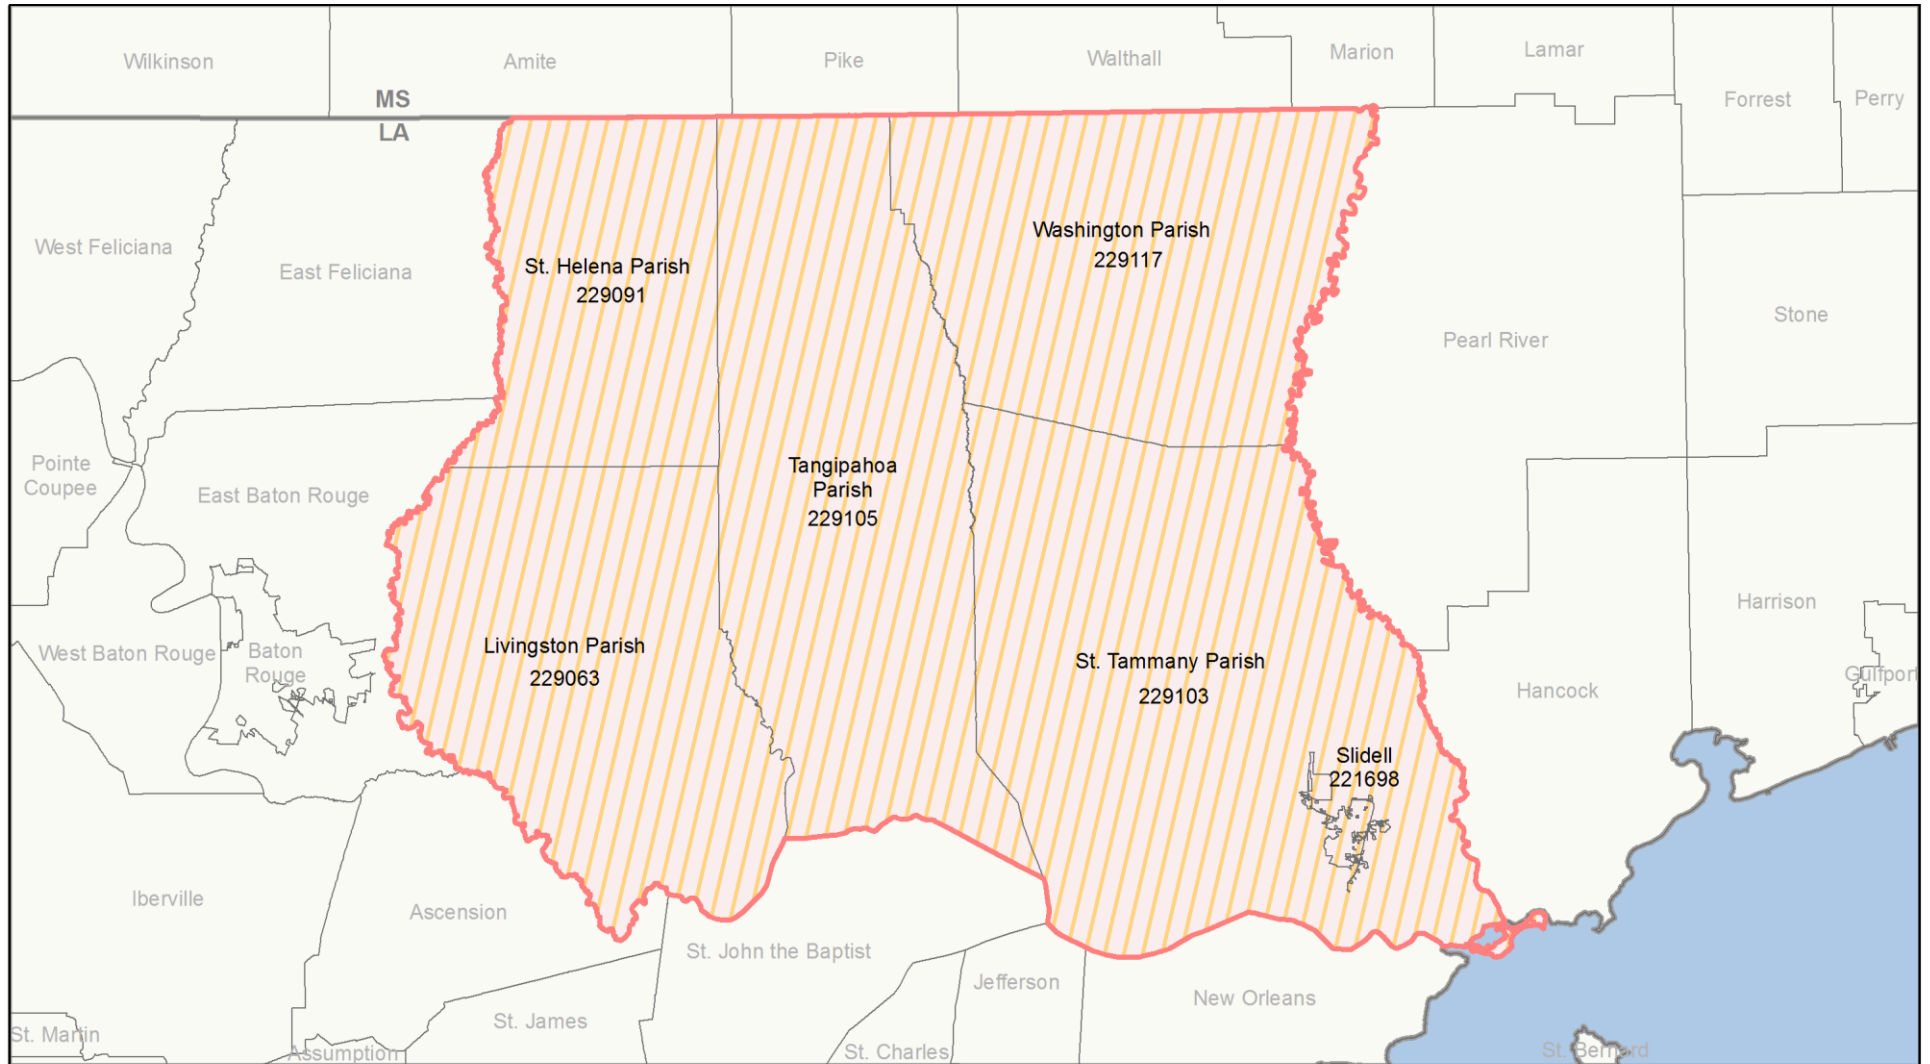 Wilkinson
Amite
Pike
Walthall
Marion
Lamar
Forrest
Perry
MS
LA
West Feliciana
East Feliciana
St. Helena Parish
229091
Washington Parish
229117
Pearl River
Stone
Pointe
Coupee
East Baton Rouge
Tangipahoa
Parish
229105
Harrison
West Baton Rouge
Baton
Rouge
Livingston Parish
229063
St. Tammany Parish
229103
Hancock
Gulfport
Slidell
221698
Iberville
Ascension
St. John the Baptist
Jefferson
New Orleans
St. Martin
Assumption
St. James
St. Charles
St. Bernard